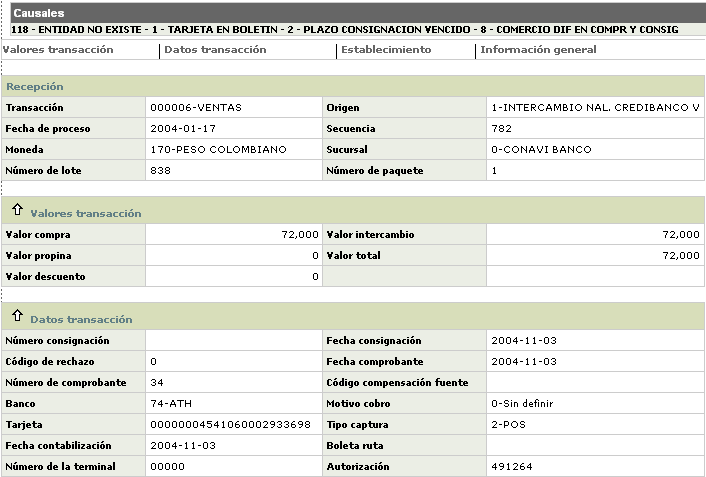 Causales
118 - ENTIDAD NO EXISTE - 1 - TARJETA EN BOLETIN - 2 - PLAZO CONSIGNACION VENCIDO - 8 - COMERCIO DIF EN COMPR Y CONSIG
Valores transacción Datos transacción Establecimiento Información general
Recepción
Transacción 000006-VENTAS Origen 1-INTERCAMBIO NAL. CREDIBANCO V
Fecha de proceso 2004-01-17 Secuencia 782
Moneda 170-PESO COLOMBIANO Sucursal 0-CONAVI BANCO
Número de lote 838 Número de paquete 1
Valores transacción
Valor compra 72,000 Valor intercambio 72,000
Valor propina 0 Valor total 72,000
Valor descuento 0
Datos transacción
Número consignación Fecha consignación 2004-11-03
Código de rechazo 0 Fecha comprobante 2004-11-03
Número de comprobante 34 Código compensación fuente
Banco 74-ATH Motivo cobro 0-Sin definir
Tarjeta 00000004541060002933698 Tipo captura 2-POS
Fecha contabilización 2004-11-03 Boleta ruta
Número de la terminal 00000 Autorización 491264